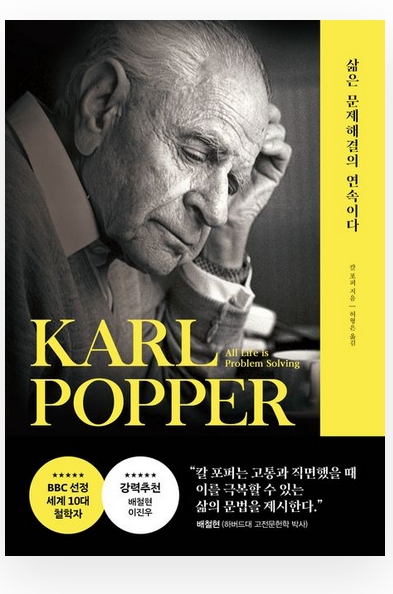 삶은 문제해결의 연속이다
칼 포퍼 지음 | 허형은 옮김
KARL
POPPER
All Life is
Problem Solving
★★★★★
BBC 선정
세계 10대
철학자
★★★★★
강력추천
배철현
이진우
“칼 포퍼는 고통과 직면했을 때
이를 극복할 수 있는
삶의 문법을 제시한다.”
배철현 (하버드대 고전문헌학 박사)